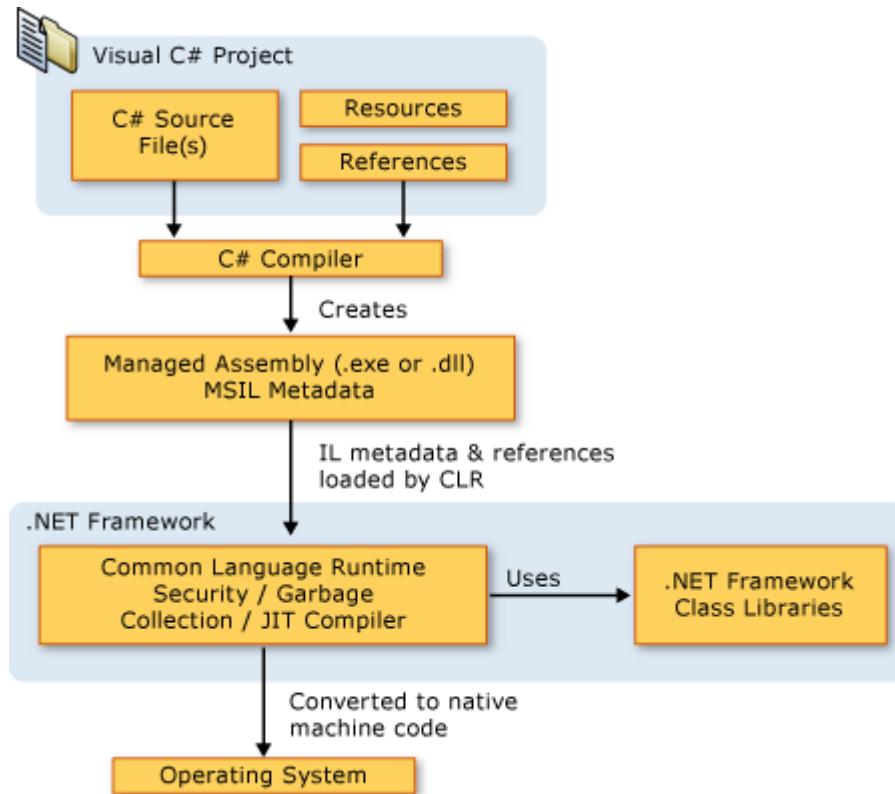 Visual C# Project
C# Source
File(s)
Resources
References
C# Compiler
Creates
Managed Assembly (.exe or .dll)
MSIL Metadata
IL metadata & references
loaded by CLR
.NET Framework
Common Language Runtime
Security / Garbage
Collection / JIT Compiler
Uses
.NET Framework
Class Libraries
Converted to native
machine code
Operating System